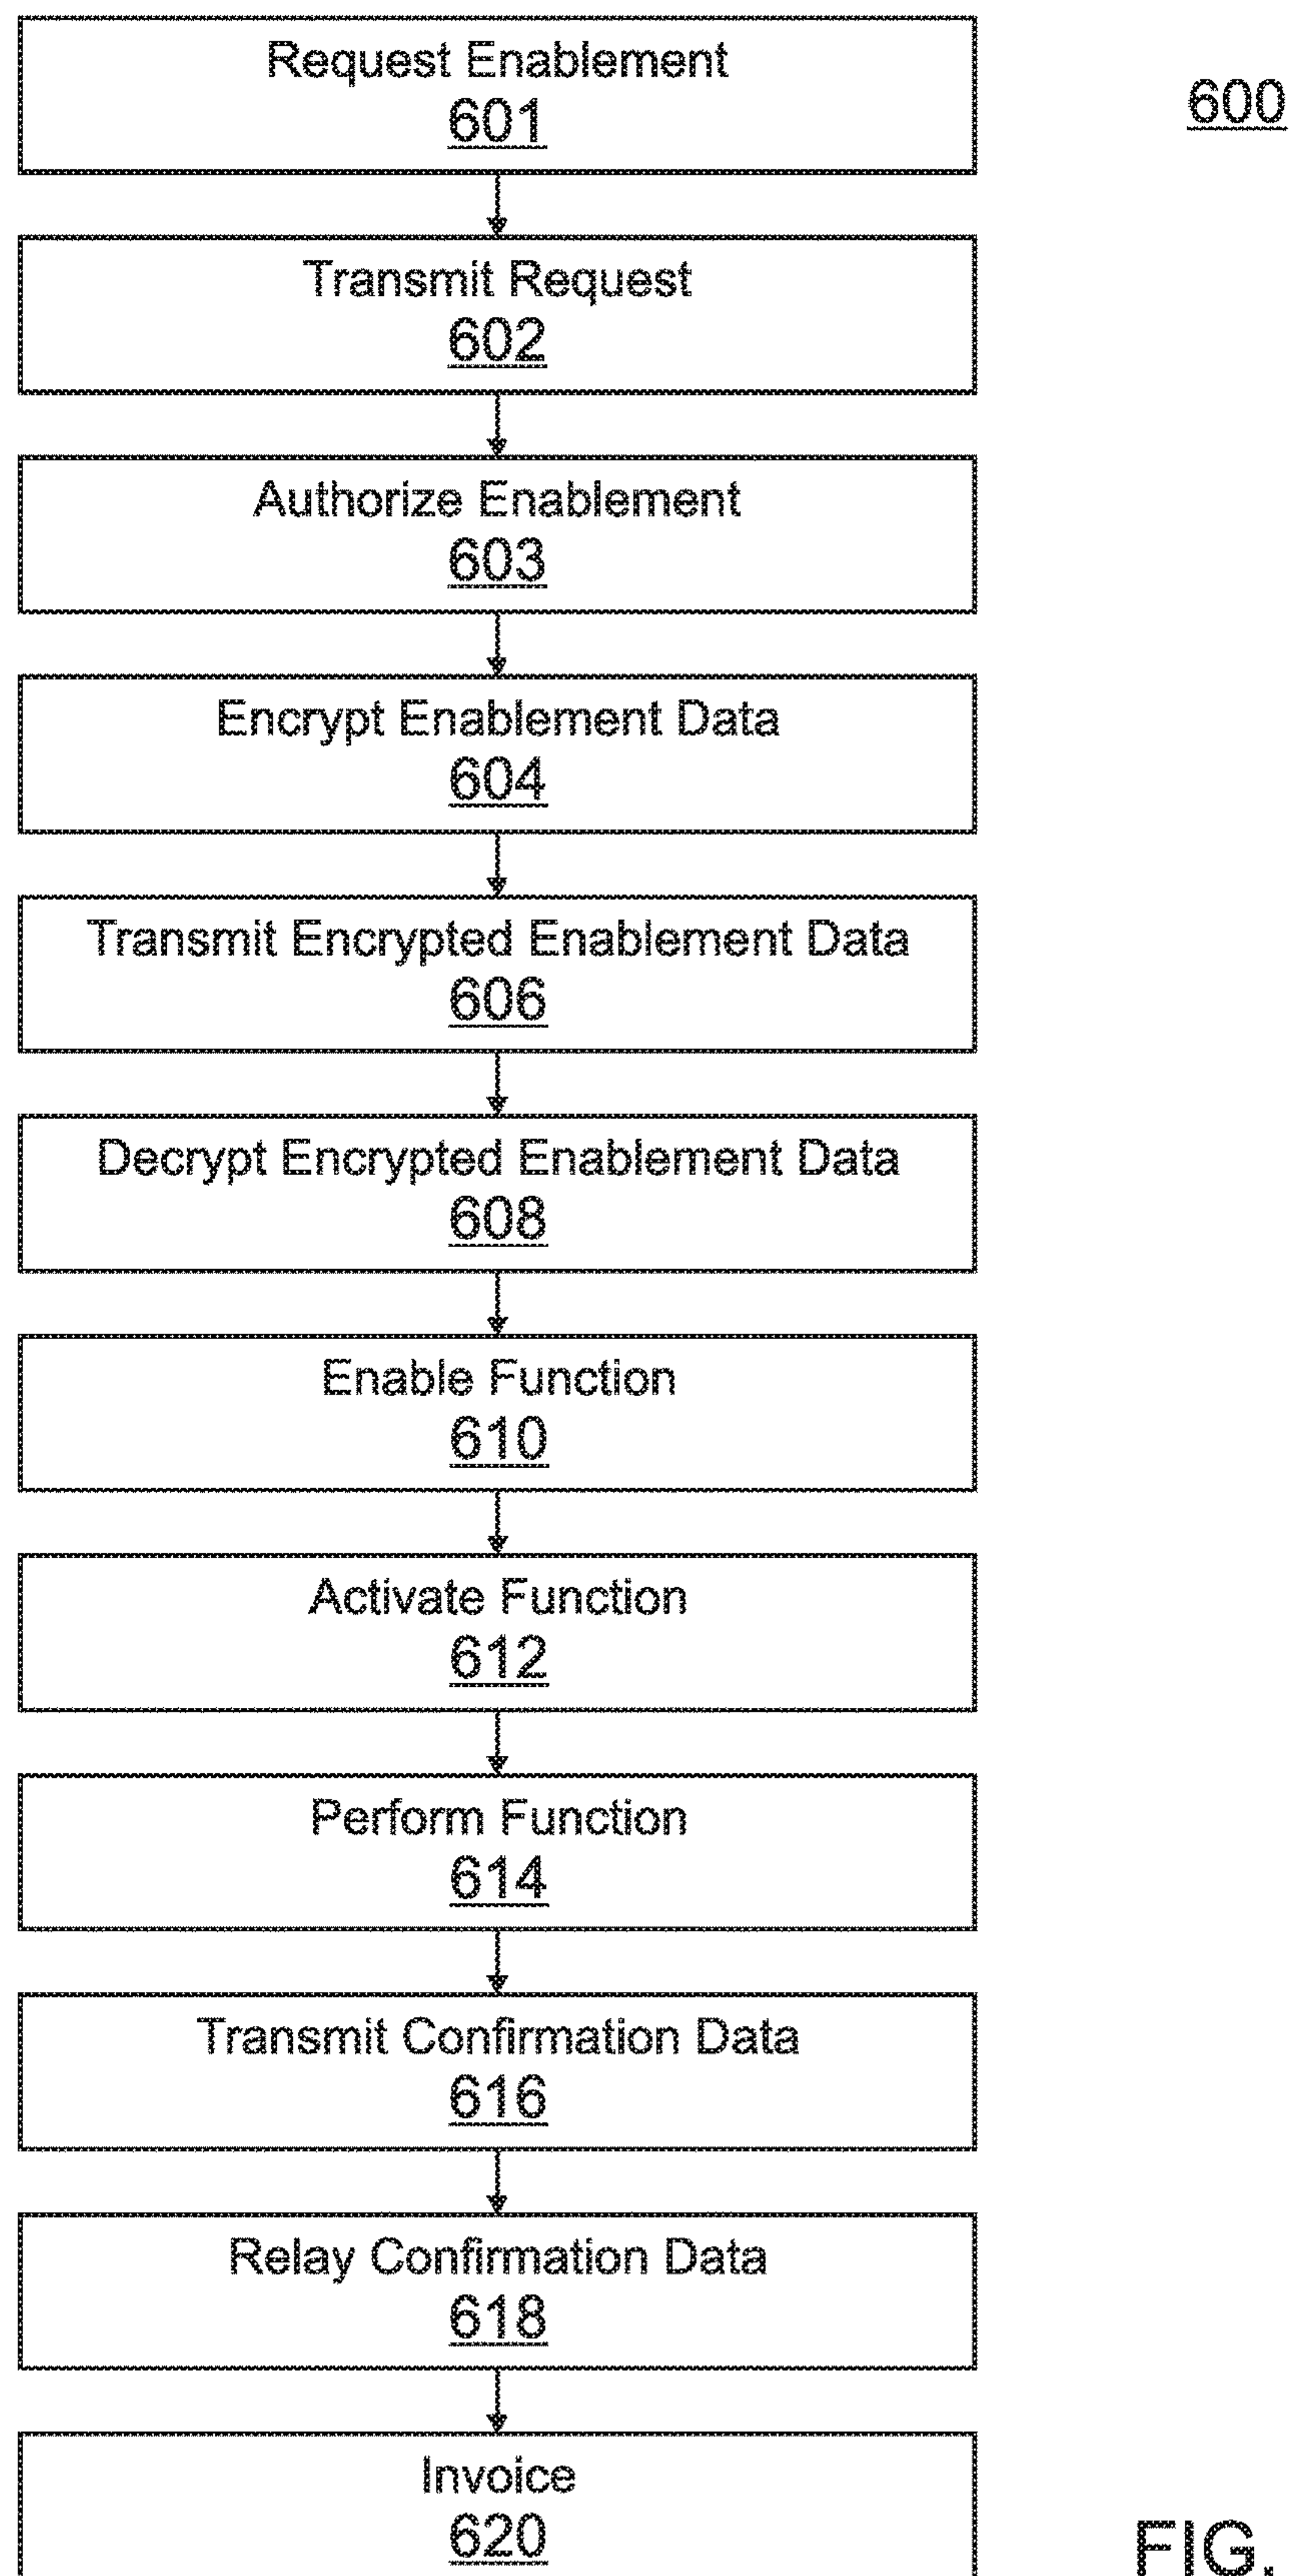 Request Enablement
601
600
Transmit Request
602
Authorize Enablement
603
Encrypt Enablement Data
604
Transmit Encrypted Enablement Data
606
Decrypt Encrypted Enablement Data
608
Enable Function
610
Activate Function
612
Perform Function
614
Transmit Confirmation Data
616
Relay Confirmation Data
618
Invoice
620
FIG.